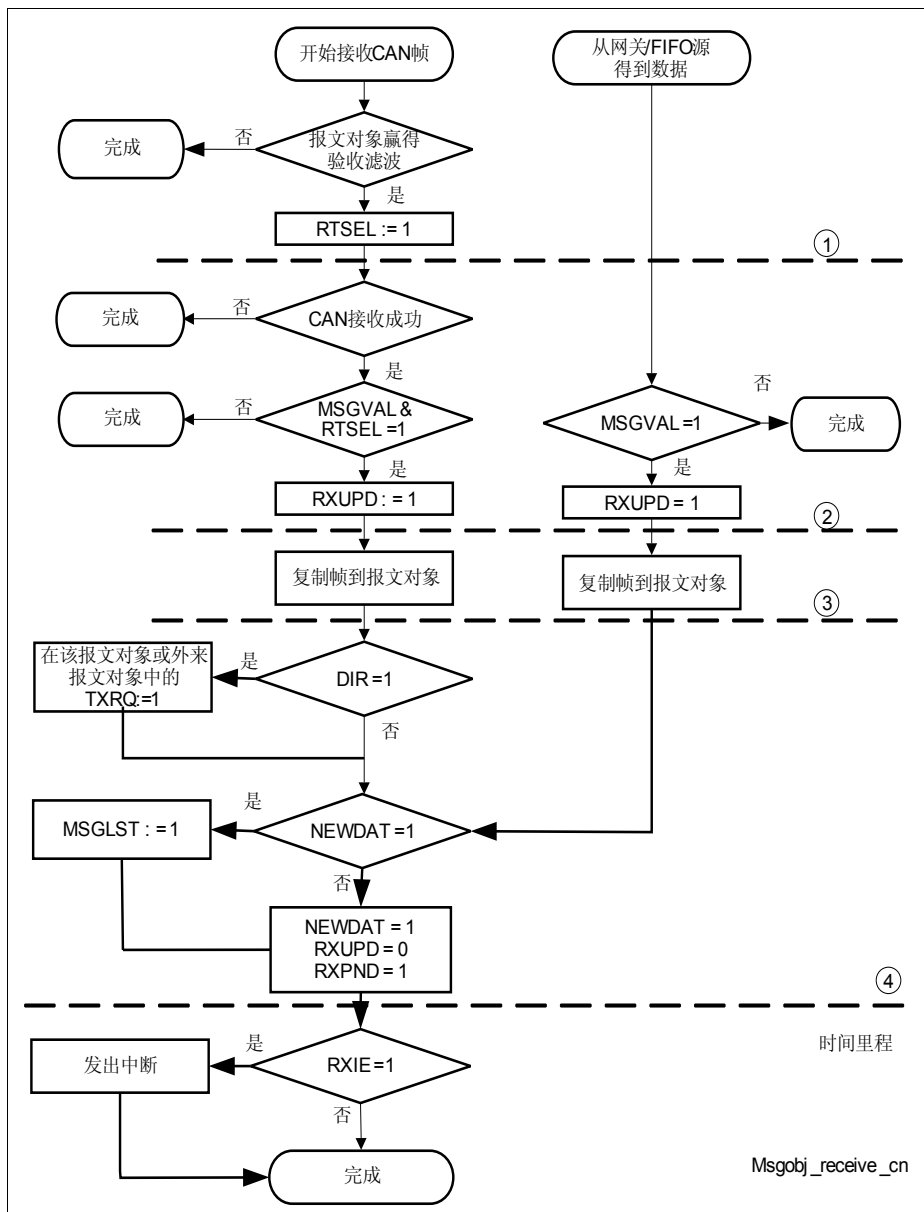 开始接收CAN帧
从网关/FIFO源
得到数据
报文对象赢得
验收滤波
否
完成
是
RTSEL := 1
①
CAN接收成功
否
完成
是
MSGVAL &
RTSEL =1
否
完成
MSGVAL =1
否
完成
是
是
RXUPD := 1
RXUPD = 1
②
复制帧到报文对象
复制帧到报文对象
③
在该报文对象或外来
报文对象中的
TXRQ:=1
是
DIR =1
否
MSGLST : =1
是
NEWDAT =1
否
NEWDAT = 1
RXUPD = 0
RXPND = 1
④
时间里程
发出中断
是
RXIE =1
否
完成
Msgobj_receive_cn